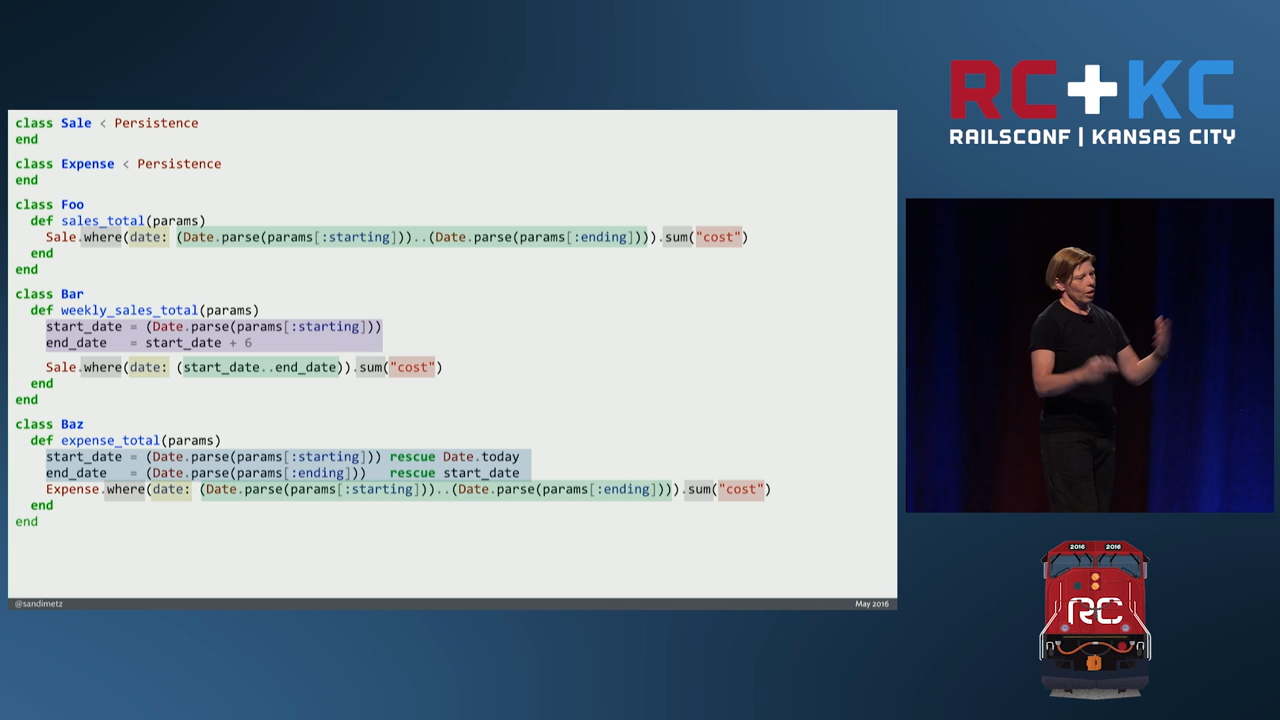 class Sale < Persistence
end
class Expense < Persistence
end
class Foo
def sales_total(params)
Sale.where(date: (Date.parse(params[:starting]))..(Date.parse(params[:ending]))).sum("cost")
end
end
class Bar
def weekly_sales_total(params)
start_date = (Date.parse(params[:starting]))
end_date   = start_date + 6
Sale.where(date: (start_date..end_date)).sum("cost")
end
end
class Baz
def expense_total(params)
start_date = (Date.parse(params[:starting])) rescue Date.today
end_date   = (Date.parse(params[:ending]))   rescue start_date
Expense.where(date: (Date.parse(params[:starting]))..(Date.parse(params[:ending]))).sum("cost")
end
end
@sandimetz
May 2016
RC+KC
RAILSCONF | KANSAS CITY
2016 2016
RC